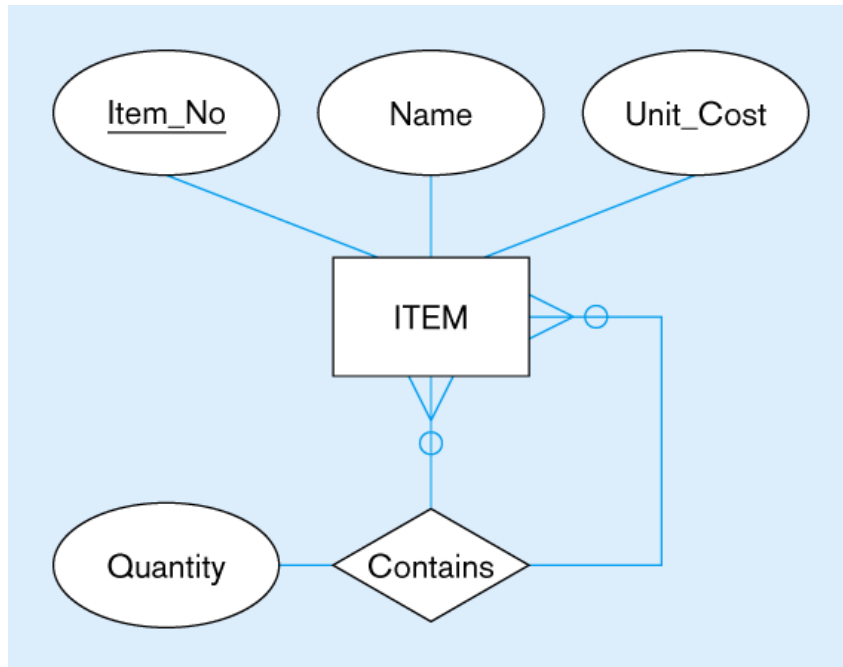 Item_No
Name
Unit_Cost
ITEM
Quantity
Contains